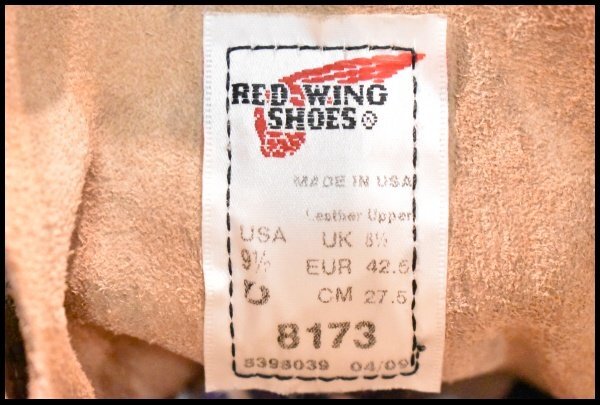 RED WING
SHOES®
MADE IN USA
Leather Upper
USA UK 8½
9½ EUR 42.5
D CM 27.5
8173
5398039 04/09